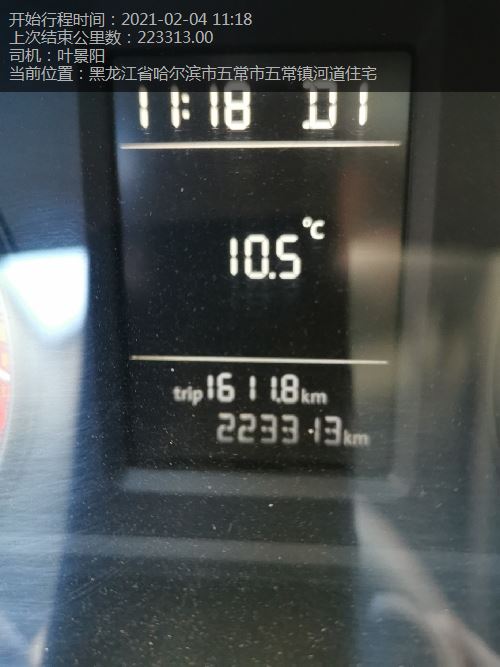 开始行程时间：2021-02-04 11:18
上次结束公里数：223313.00
司机：叶景阳
当前位置：黑龙江省哈尔滨市五常市五常镇河道住宅
11:18 D1
10.5°C
trip 1611.8 km
223313 km